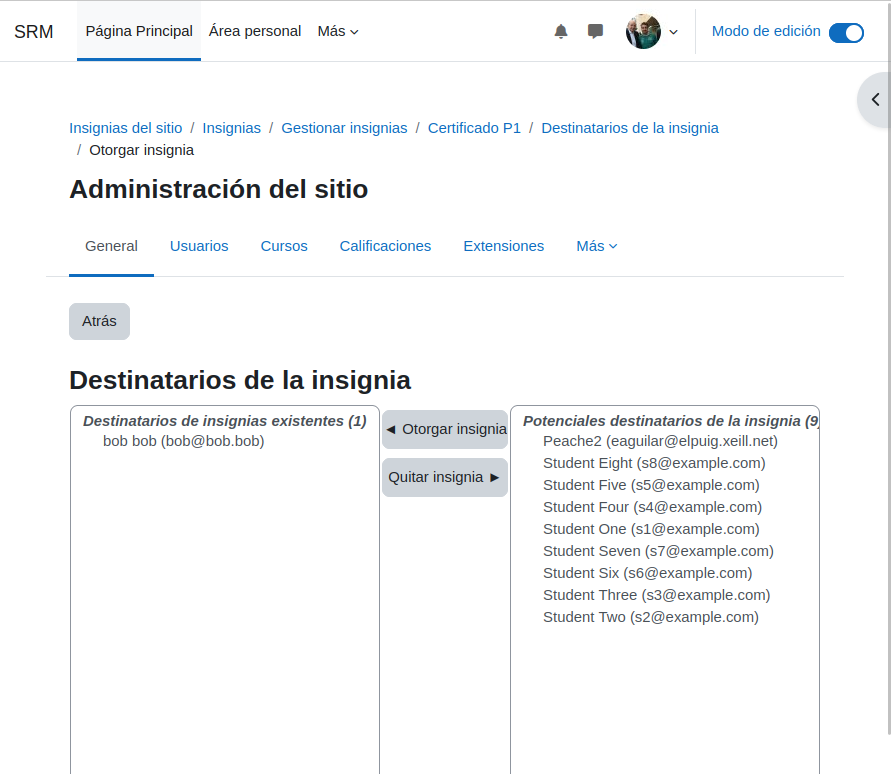 SRM Página Principal Área personal Más Modo de edición
Insignias del sitio / Insignias / Gestionar insignias / Certificado P1 / Destinatarios de la insignia
/ Otorgar insignia
Administración del sitio
General Usuarios Cursos Calificaciones Extensiones Más
Atrás
Destinatarios de la insignia
Destinatarios de insignias existentes (1)
bob bob (bob@bob.bob)
◄ Otorgar insignia
Quitar insignia ►
Potenciales destinatarios de la insignia (9)
Peache2 (eaguilar@elpuig.xeill.net)
Student Eight (s8@example.com)
Student Five (s5@example.com)
Student Four (s4@example.com)
Student One (s1@example.com)
Student Seven (s7@example.com)
Student Six (s6@example.com)
Student Three (s3@example.com)
Student Two (s2@example.com)